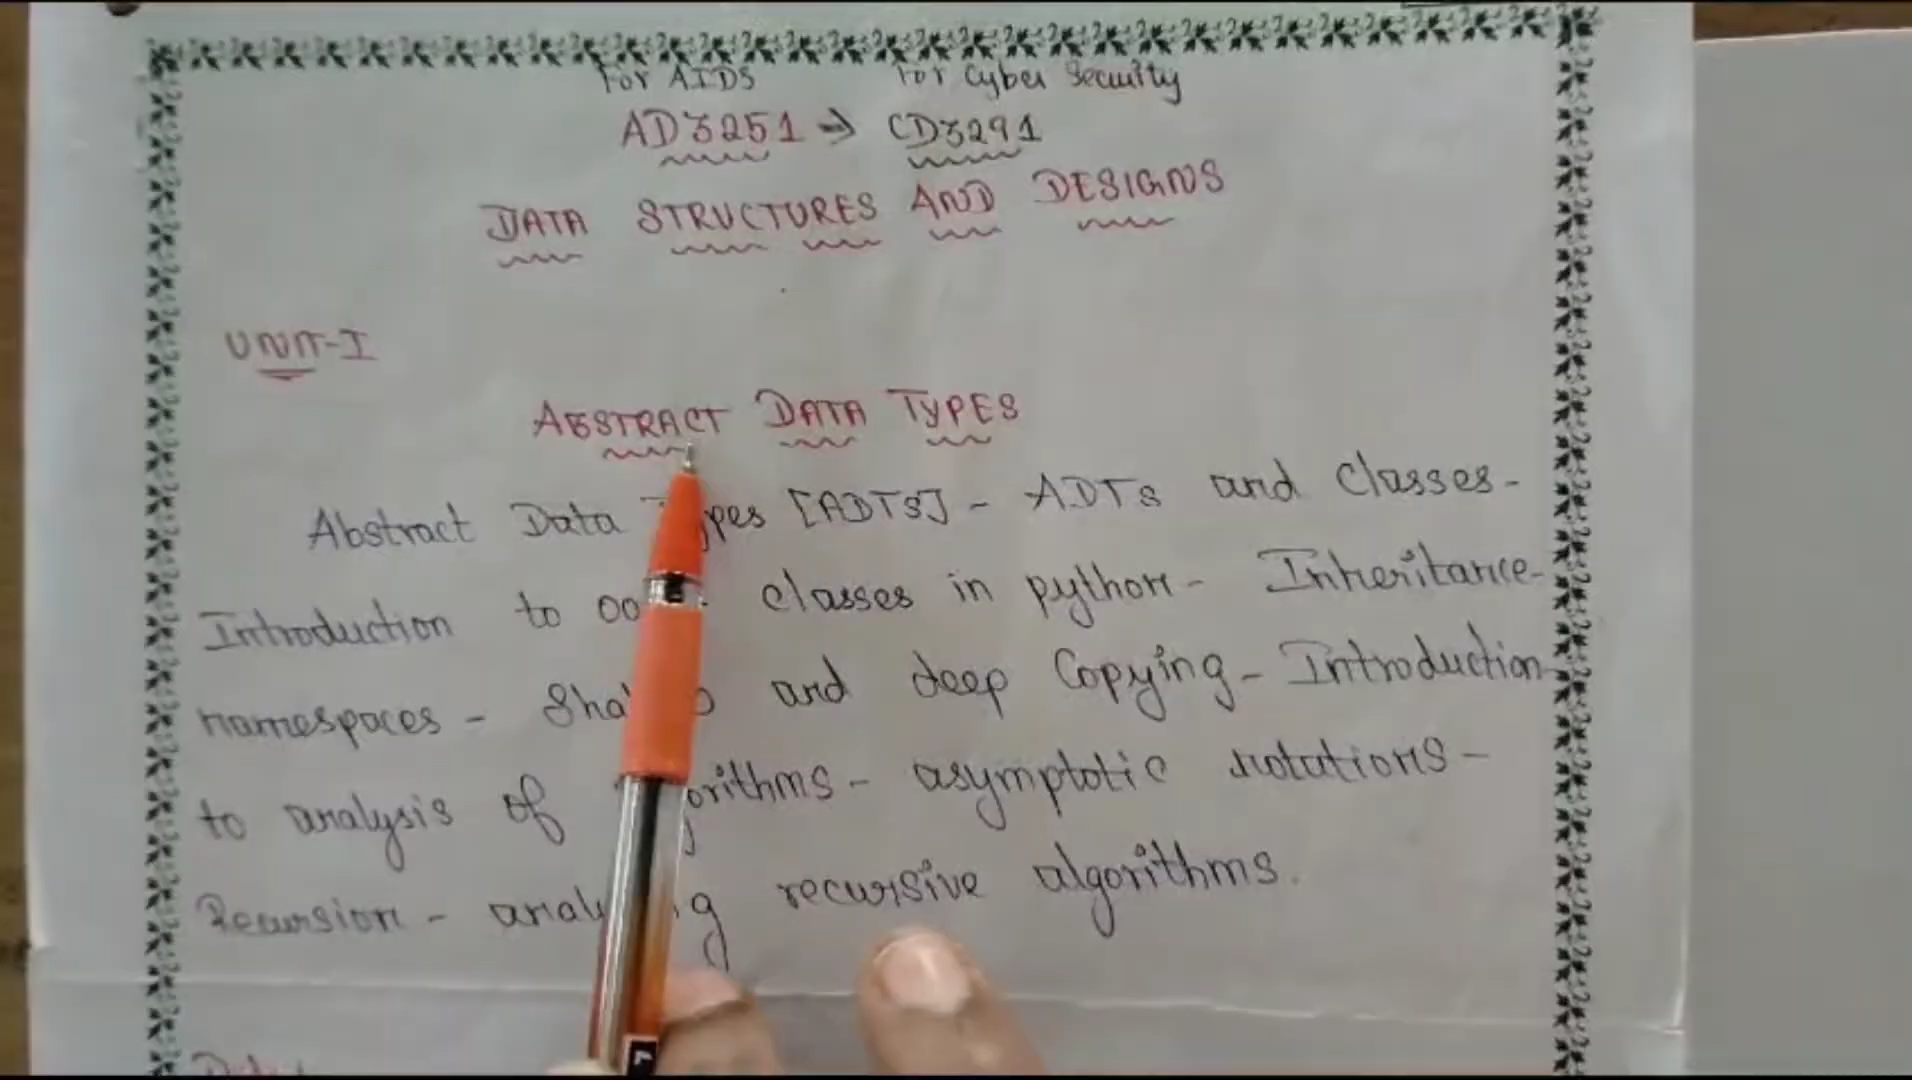 For AIDS For Cyber Security
AD3251 → CD3291
DATA STRUCTURES AND DESIGNS
UNIT-I
ABSTRACT DATA TYPES
Abstract Data Types [ADTS] - ADTs and Classes -
Introduction to classes in python - Inheritance -
namespaces - and deep Copying - Introduction
to analysis of - asymptotic notations -
Recursion - recursive algorithms.